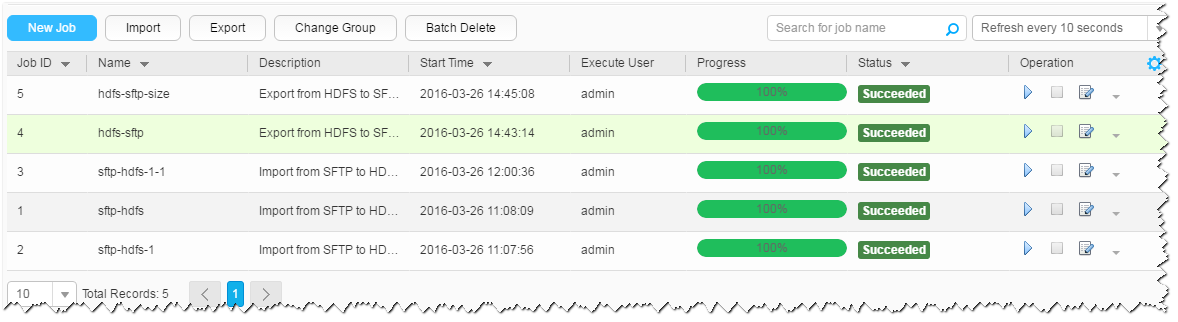 New Job Import Export Change Group Batch Delete Search for job name Refresh every 10 seconds
Job ID Name Description Start Time Execute User Progress Status Operation
5 hdfs-sftp-size Export from HDFS to SF... 2016-03-26 14:45:08 admin 100% Succeeded
4 hdfs-sftp Export from HDFS to SF... 2016-03-26 14:43:14 admin 100% Succeeded
3 sftp-hdfs-1-1 Import from SFTP to HD... 2016-03-26 12:00:36 admin 100% Succeeded
1 sftp-hdfs Import from SFTP to HD... 2016-03-26 11:08:09 admin 100% Succeeded
2 sftp-hdfs-1 Import from SFTP to HD... 2016-03-26 11:07:56 admin 100% Succeeded
10 Total Records: 5 < 1 >